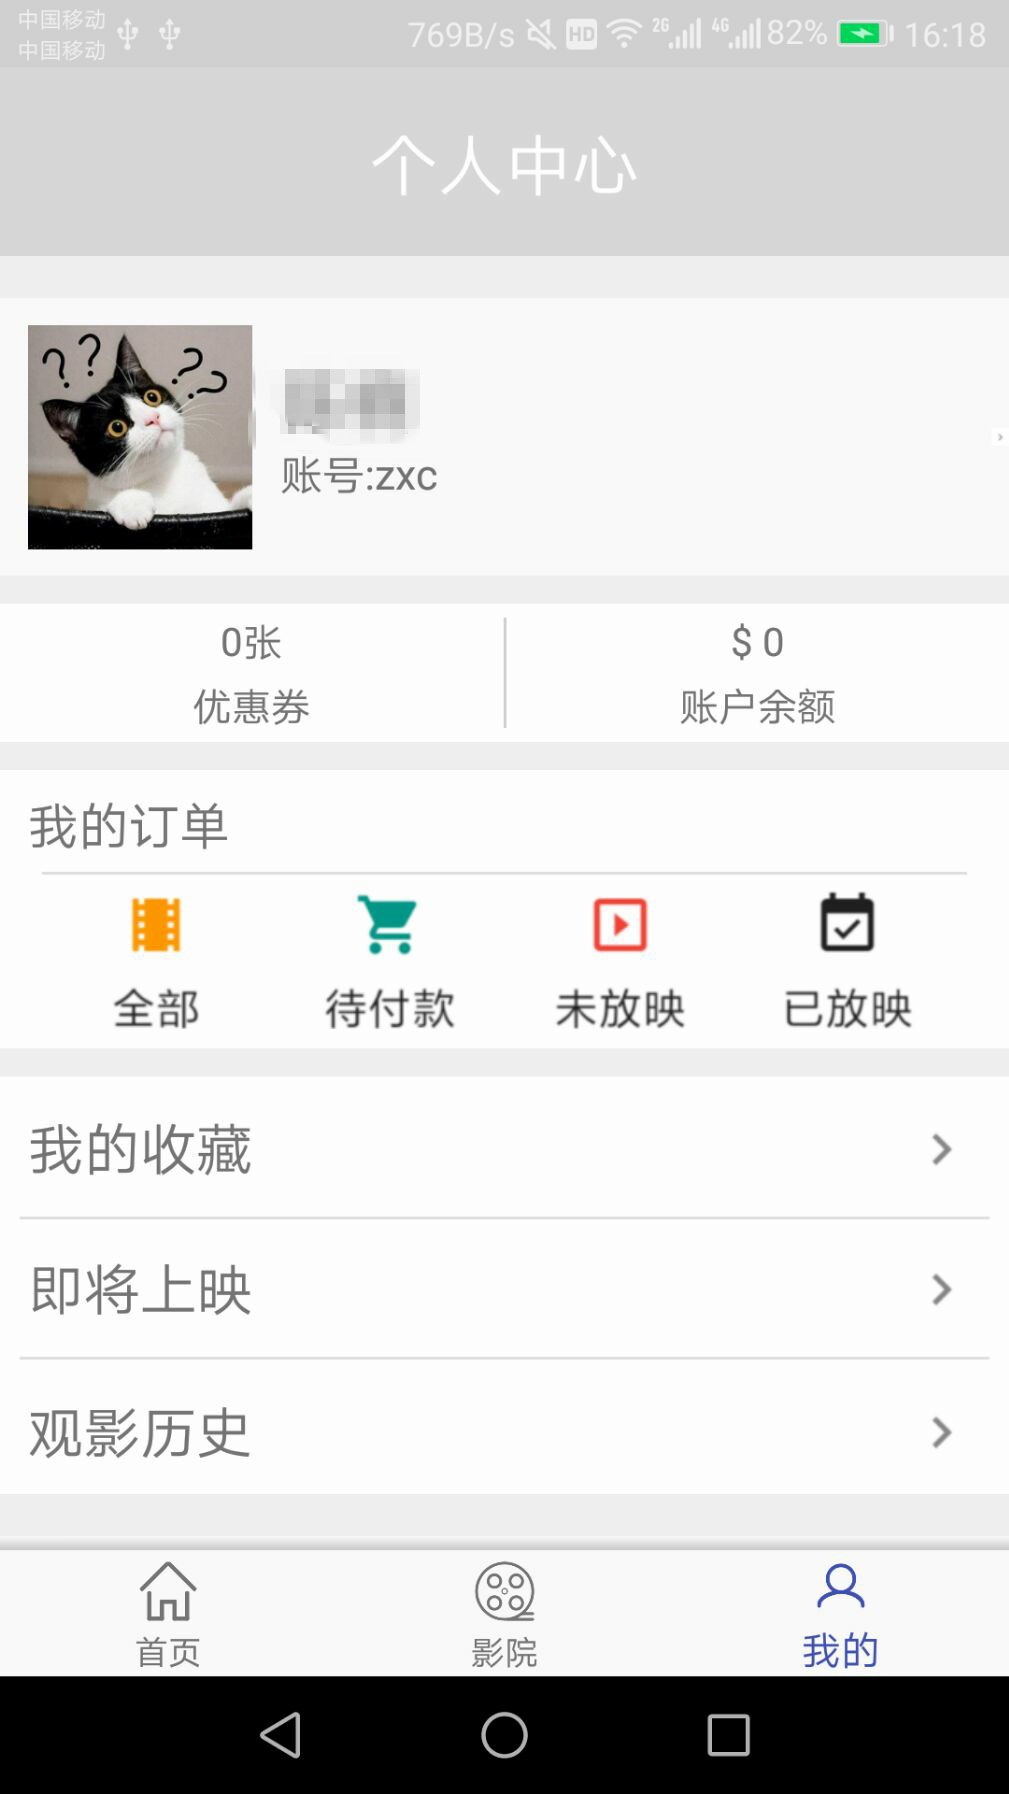 中国移动
中国移动
769B/s HD 2G 4G 82% 16:18
个人中心
? ? ? ?
账号:zxc
0张
优惠券
$ 0
账户余额
我的订单
全部
待付款
未放映
已放映
我的收藏
即将上映
观影历史
首页
影院
我的